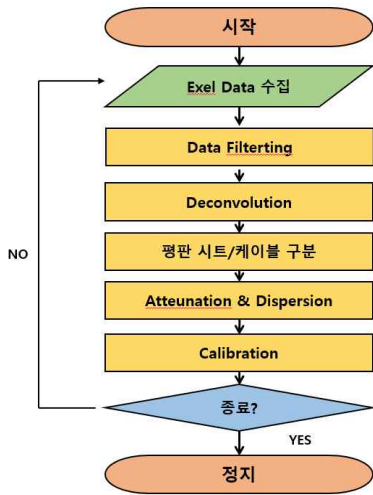 시작
Exel Data 수집
Data Filterting
Deconvolution
평판 시트/케이블 구분
NO
Atteunation & Dispersion
Calibration
종료?
YES
정지